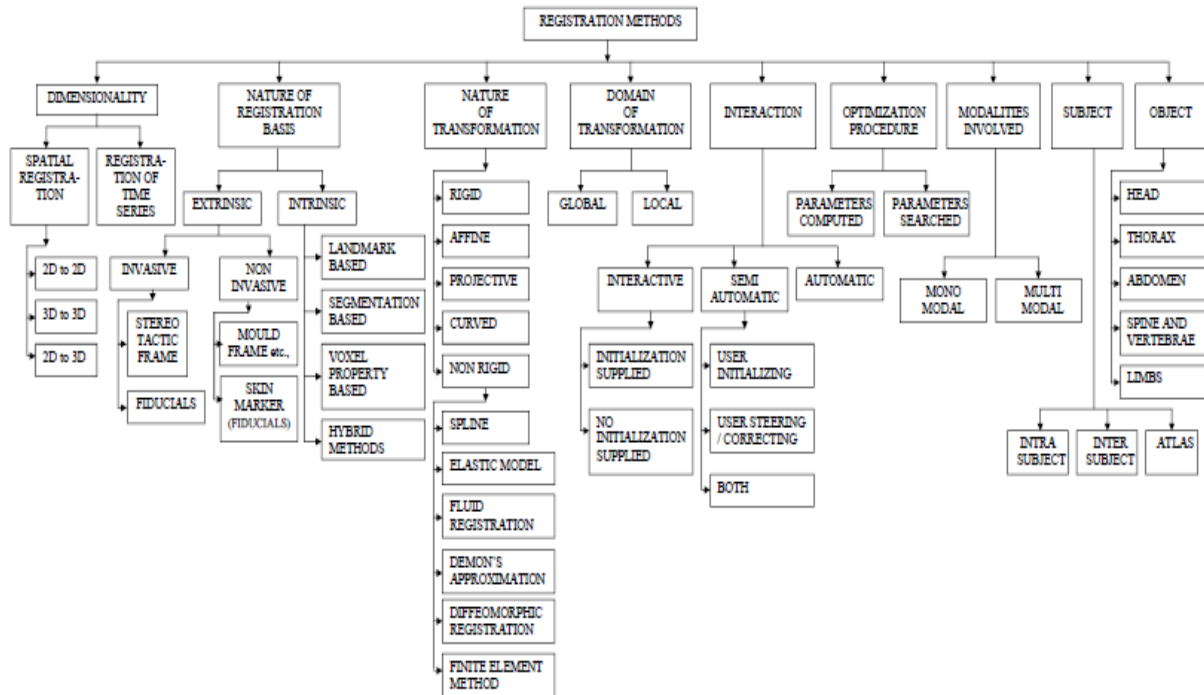 REGISTRATION METHODS
DIMENSIONALITY
NATURE OF
REGISTRATION
BASIS
NATURE
OF
TRANSFORMATION
DOMAIN
OF
TRANSFORMATION
INTERACTION
OPTIMIZATION
PROCEDURE
MODALITIES
INVOLVED
SUBJECT
OBJECT
SPATIAL
REGISTRA-
TION
REGISTRA-
TION OF
TIME
SERIES
2D to 2D
3D to 3D
2D to 3D
EXTRINSIC
INTRINSIC
INVASIVE
NON
INVASIVE
STEREO
TACTIC
FRAME
FIDUCIALS
MOULD
FRAME etc.,
SKIN
MARKER
(FIDUCIALS)
LANDMARK
BASED
SEGMENTATION
BASED
VOXEL
PROPERTY
BASED
HYBRID
METHODS
RIGID
AFFINE
PROJECTIVE
CURVED
NON RIGID
SPLINE
ELASTIC MODEL
FLUID
REGISTRATION
DEMON'S
APPROXIMATION
DIFFEOMORPHIC
REGISTRATION
FINITE ELEMENT
METHOD
GLOBAL
LOCAL
INTERACTIVE
SEMI
AUTOMATIC
AUTOMATIC
INITIALIZATION
SUPPLIED
NO
INITIALIZATION
SUPPLIED
USER
INITIALIZING
USER STEERING
/ CORRECTING
BOTH
PARAMETERS
COMPUTED
PARAMETERS
SEARCHED
MONO
MODAL
MULTI
MODAL
INTRA
SUBJECT
INTER
SUBJECT
ATLAS
HEAD
THORAX
ABDOMEN
SPINE AND
VERTEBRAE
LIMBS